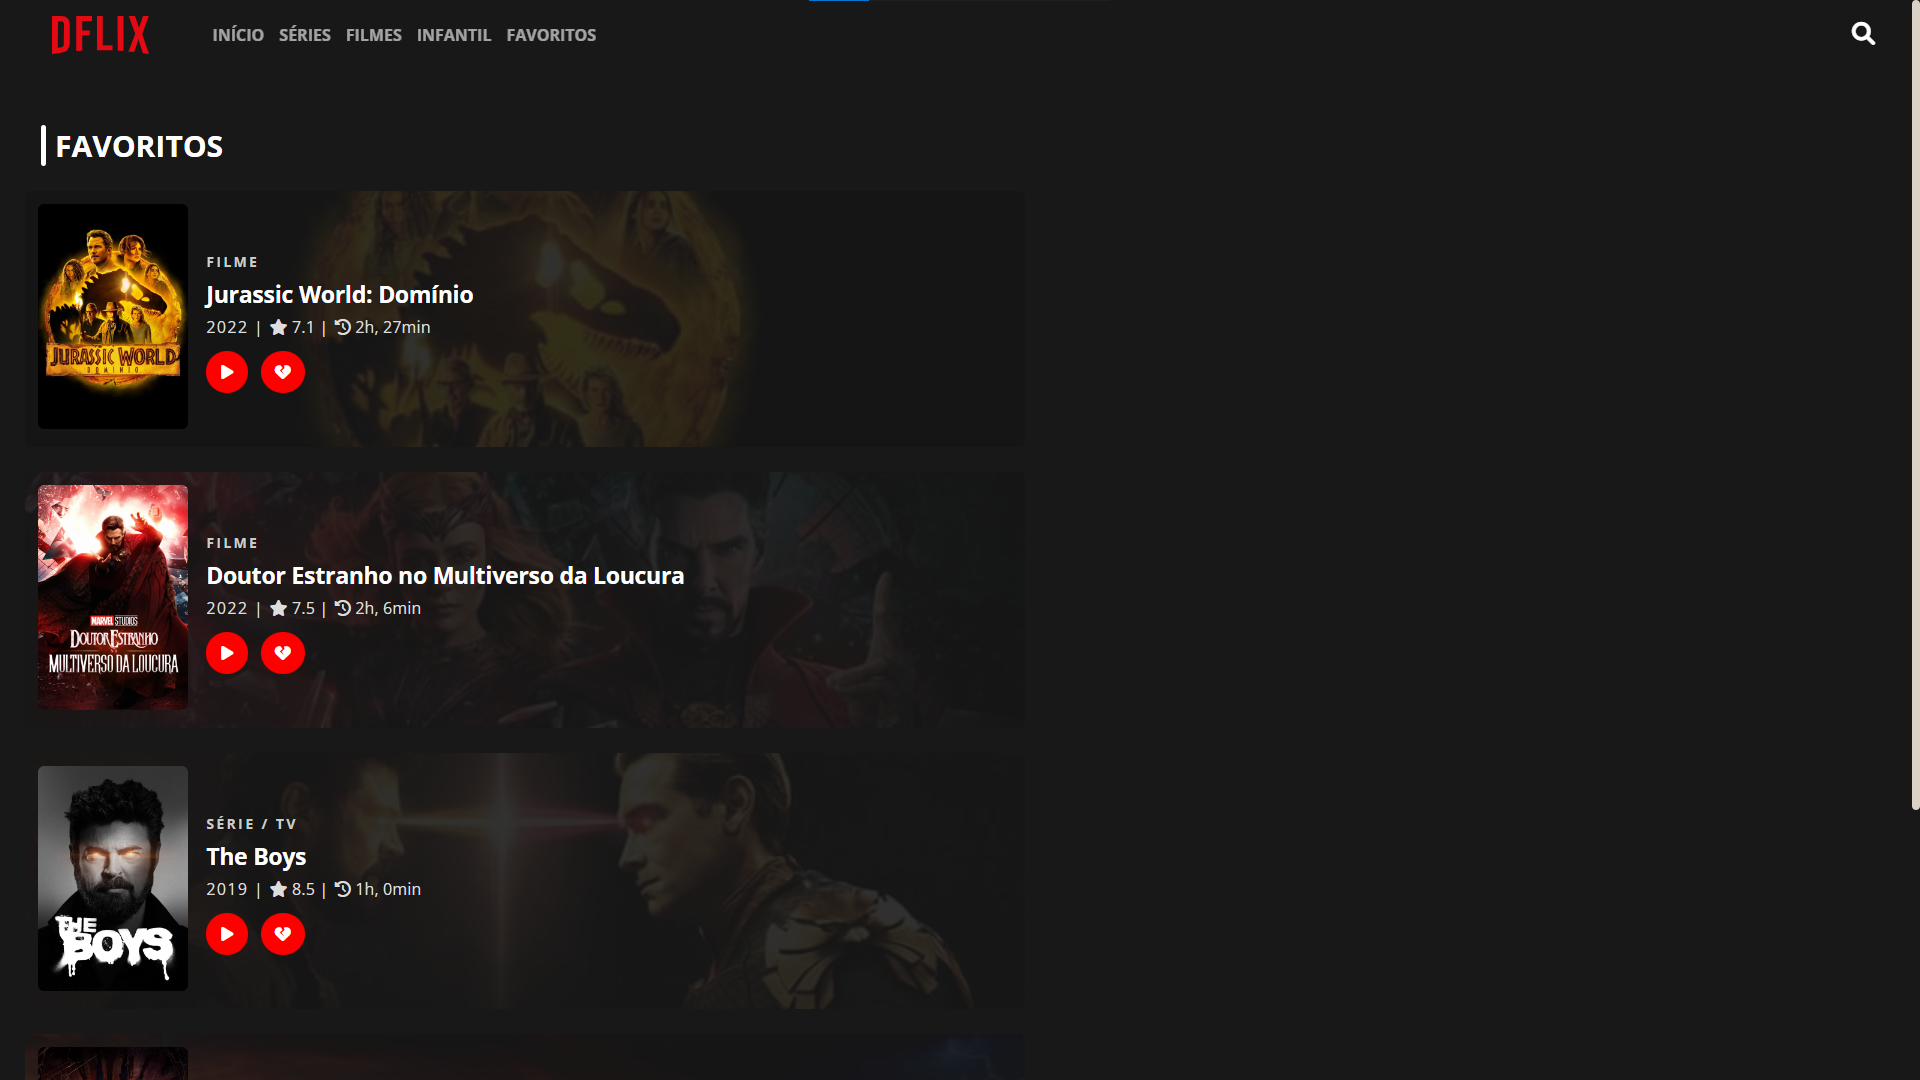 DFLIX
INÍCIO SÉRIES FILMES INFANTIL FAVORITOS
FAVORITOS
JURASSIC WORLD
DOMÍNIO
FILME
Jurassic World: Domínio
2022 | 7.1 | 2h, 27min
MARVEL STUDIOS
DOUTOR ESTRANHO
MULTIVERSO DA LOUCURA
FILME
Doutor Estranho no Multiverso da Loucura
2022 | 7.5 | 2h, 6min
THE
BOYS
SÉRIE / TV
The Boys
2019 | 8.5 | 1h, 0min